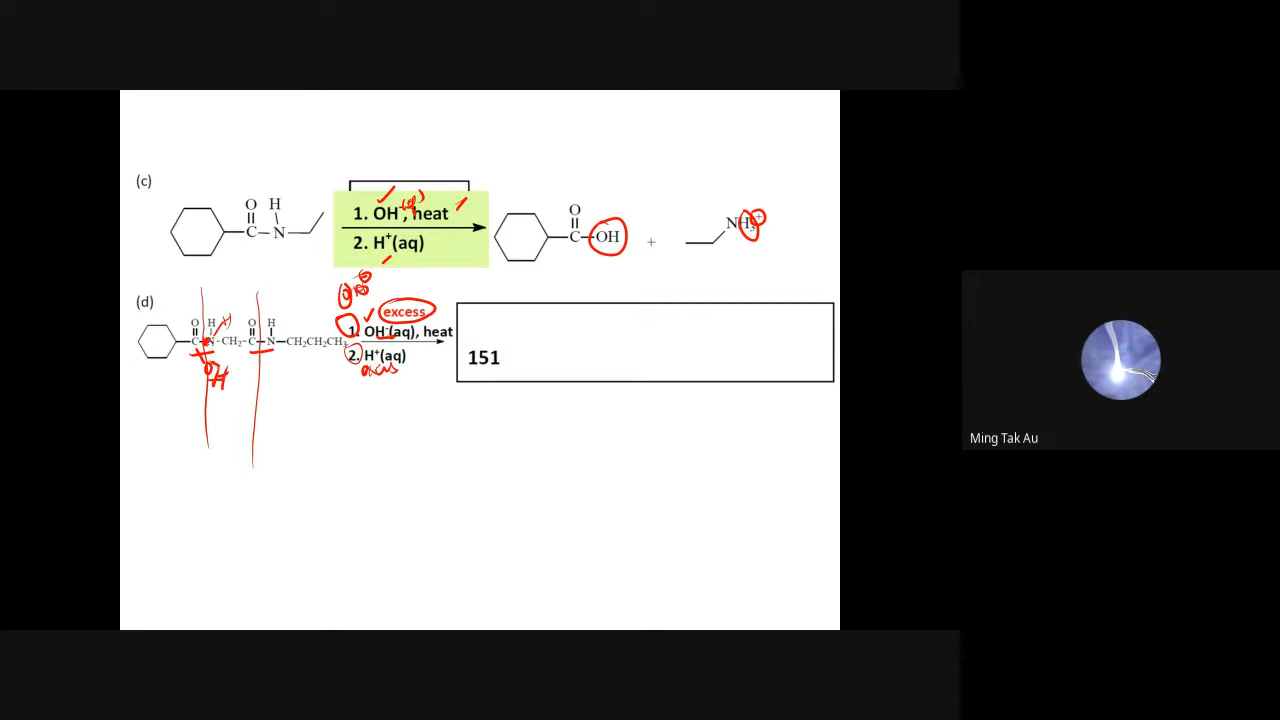 (c)
O
H
C
N
1. OH⁻, heat
(aq)
2. H⁺(aq)
O
C
OH
+
NH₃⁺
(d)
O H O H
C N CH₂ C N CH₂CH₂CH₃
H
OH
excess
1. OH⁻(aq), heat
2. H⁺(aq)
151
Ming Tak Au